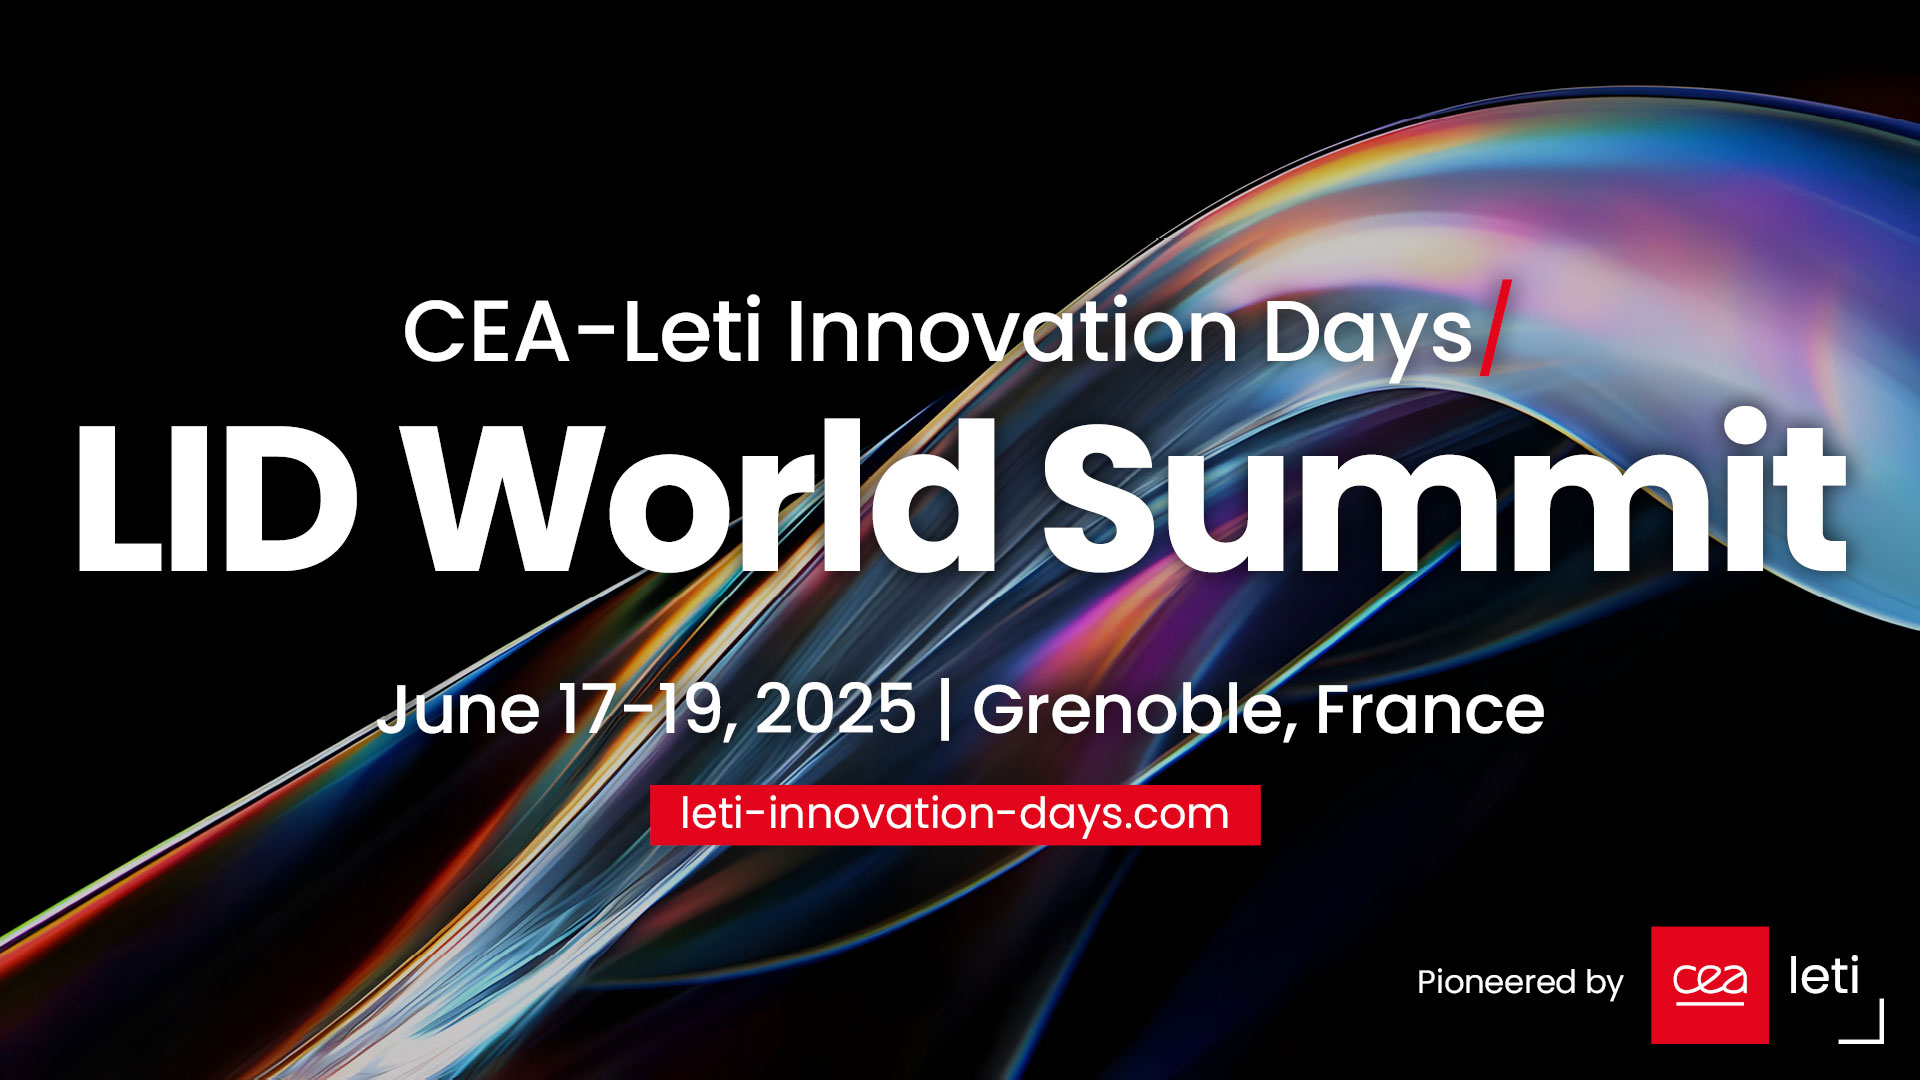 CEA-Leti Innovation Days/
LID World Summit
June 17-19, 2025 | Grenoble, France
leti-innovation-days.com
Pioneered by
cea
leti